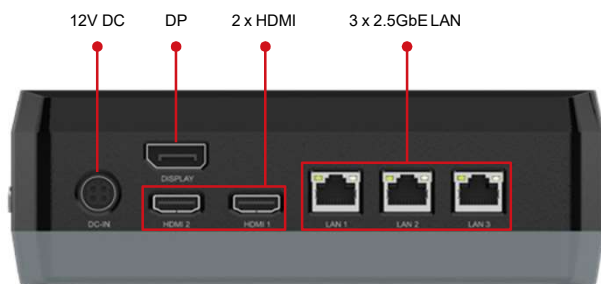 12V DC DP 2 x HDMI 3 x 2.5GbE LAN
DISPLAY
DC-IN HDMI 2 HDMI 1 LAN 1 LAN 2 LAN 3